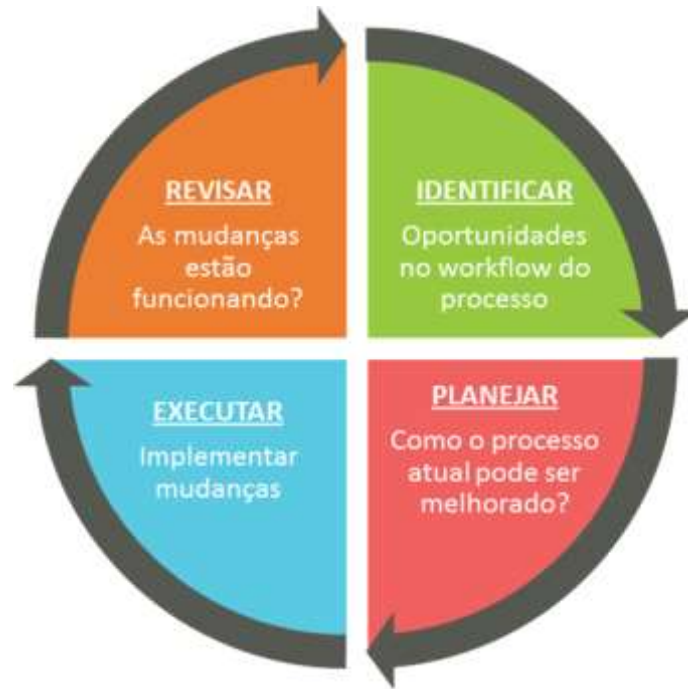 REVISAR
As mudanças
estão
funcionando?
IDENTIFICAR
Oportunidades
no workflow do
processo
EXECUTAR
Implementar
mudanças
PLANEJAR
Como o processo
atual pode ser
melhorado?